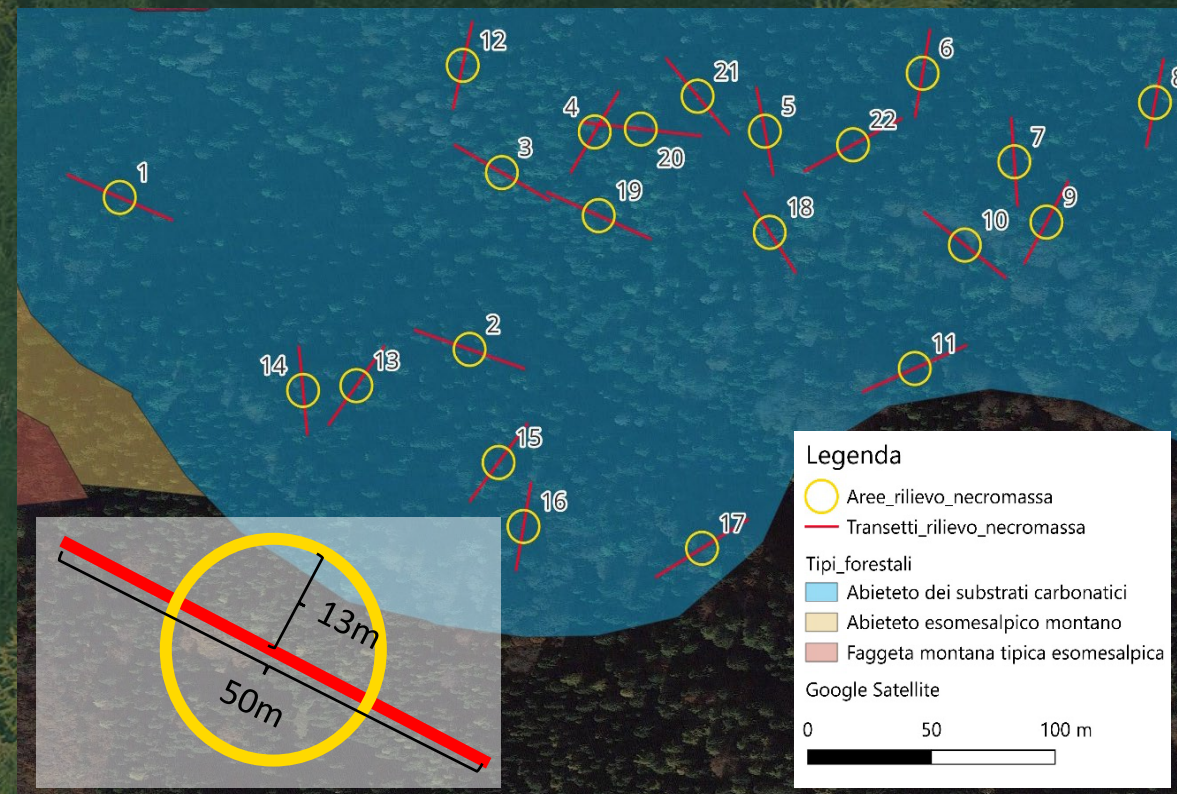 12
6
21
8
4
5
22
20
7
3
1
19
18
9
10
2
11
14
13
15
16
17
13m
50m
Legenda
Aree_rilievo_necromassa
Transetti_rilievo_necromassa
Tipi_forestali
Abieteto dei substrati carbonatici
Abieteto esomesalpico montano
Faggeta montana tipica esomesalpica
Google Satellite
0 50 100 m